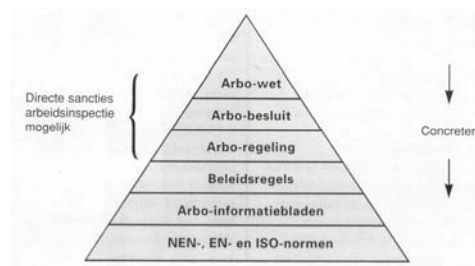 Arbo-wet
Directe sancties
arbeidsinspectie
mogelijk
Arbo-besluit
Arbo-regeling
Concreter
Beleidsregels
Arbo-informatiebladen
NEN-, EN- en ISO-normen